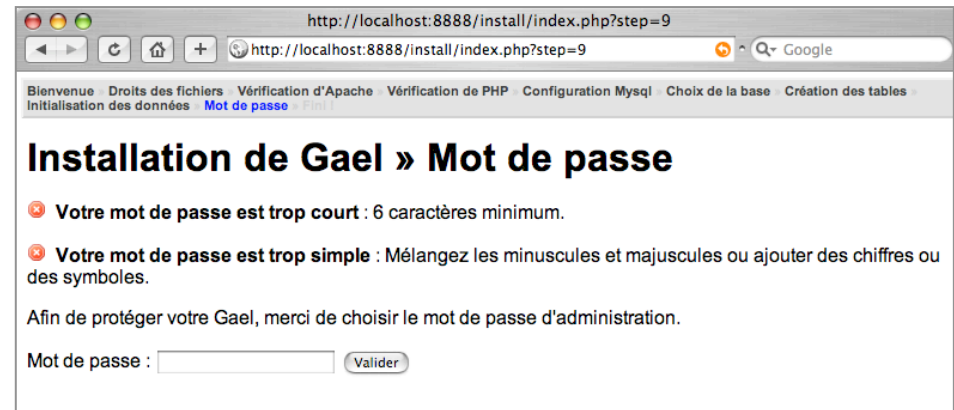 http://localhost:8888/install/index.php?step=9
http://localhost:8888/install/index.php?step=9
Google
Bienvenue » Droits des fichiers » Vérification d'Apache » Vérification de PHP » Configuration Mysql » Choix de la base » Création des tables »
Initialisation des données » Mot de passe » Fini !
Installation de Gael » Mot de passe
Votre mot de passe est trop court : 6 caractères minimum.
Votre mot de passe est trop simple : Mélangez les minuscules et majuscules ou ajouter des chiffres ou
des symboles.
Afin de protéger votre Gael, merci de choisir le mot de passe d'administration.
Mot de passe : Valider